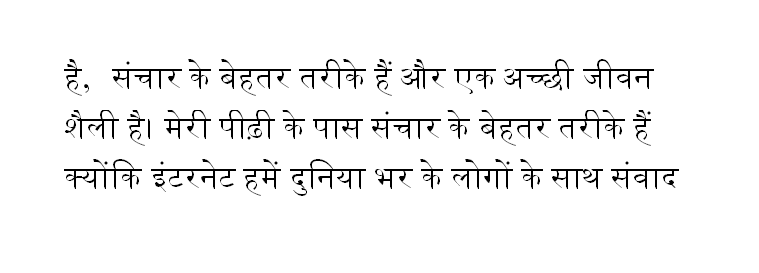 है, संचार के बेहतर तरीके हैं और एक अच्छी जीवन
शैली है। मेरी पीढ़ी के पास संचार के बेहतर तरीके हैं
क्योंकि इंटरनेट हमें दुनिया भर के लोगों के साथ संवाद